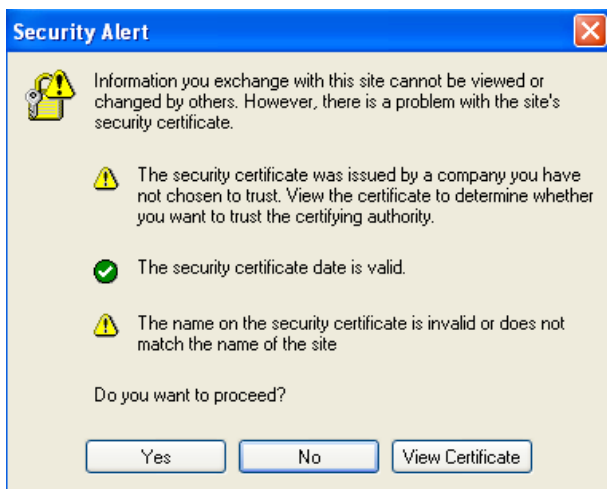 Security Alert
Information you exchange with this site cannot be viewed or
changed by others. However, there is a problem with the site's
security certificate.
The security certificate was issued by a company you have
not chosen to trust. View the certificate to determine whether
you want to trust the certifying authority.
The security certificate date is valid.
The name on the security certificate is invalid or does not
match the name of the site
Do you want to proceed?
Yes No View Certificate